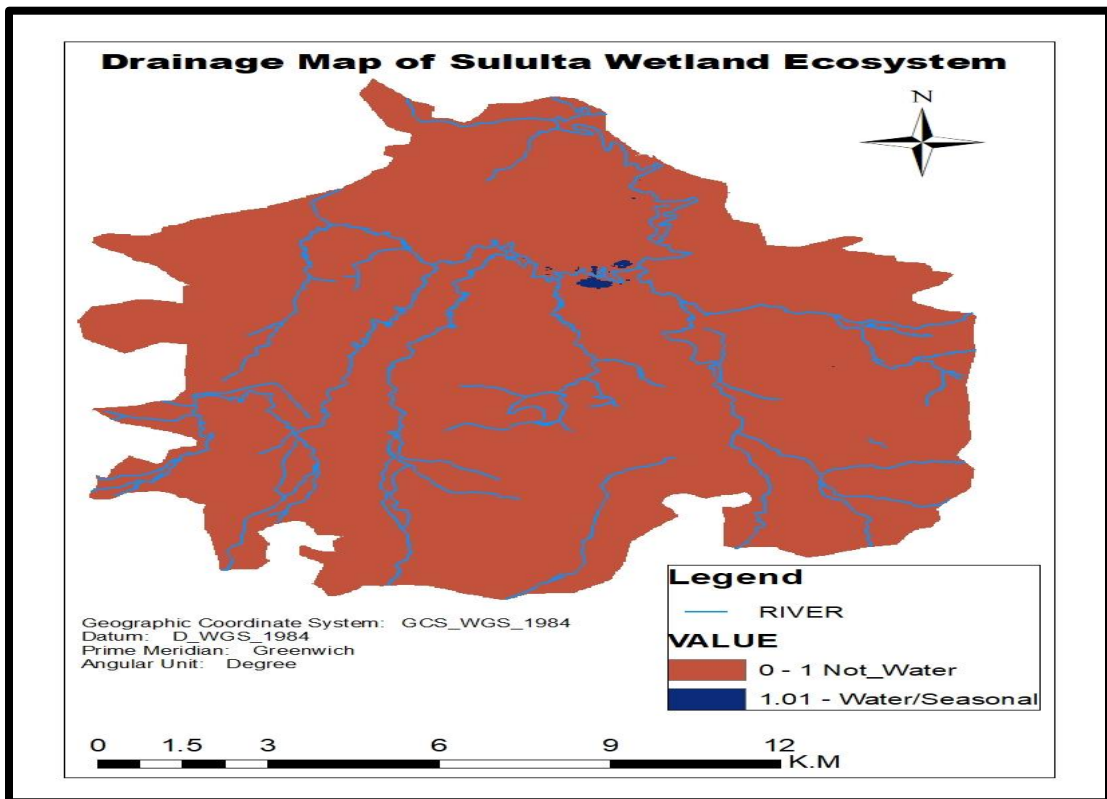 Drainage Map of Sululta Wetland Ecosystem
N
Legend
RIVER
VALUE
0 - 1 Not_Water
1.01 - Water/Seasonal
Geographic Coordinate System: GCS_WGS_1984
Datum: D_WGS_1984
Prime Meridian: Greenwich
Angular Unit: Degree
0 1.5 3 6 9 12
K.M